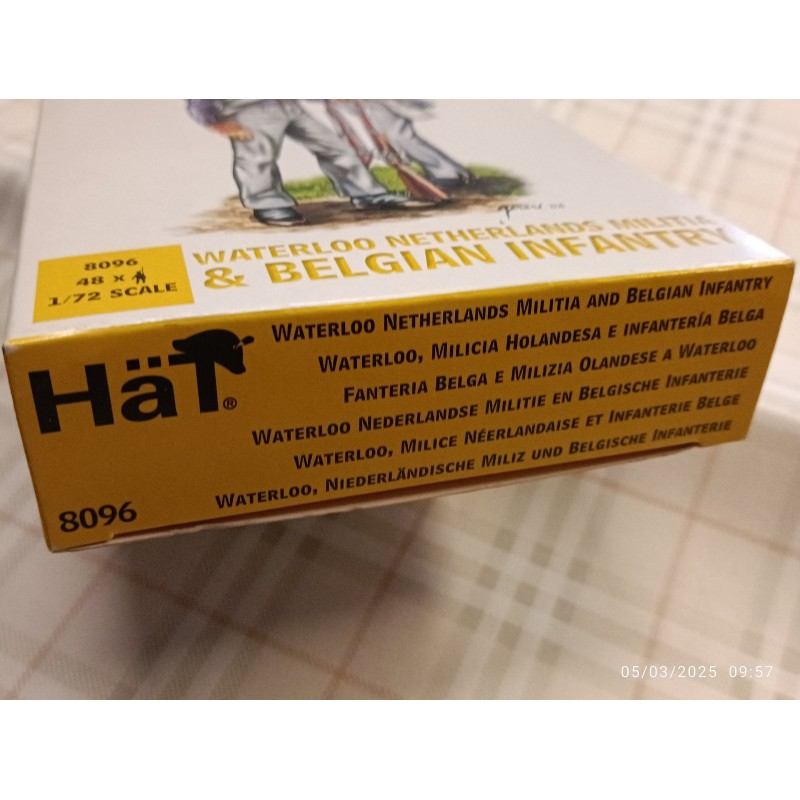 8096
48 x
1/72 SCALE
WATERLOO NETHERLANDS MILITIA
& BELGIAN INFANTRY
HäT®
WATERLOO NETHERLANDS MILITIA AND BELGIAN INFANTRY
WATERLOO, MILICIA HOLANDESA E INFANTERÍA BELGA
FANTERIA BELGA E MILIZIA OLANDESE A WATERLOO
WATERLOO NEDERLANDSE MILITIE EN BELGISCHE INFANTERIE
WATERLOO, MILICE NÉERLANDAISE ET INFANTERIE BELGE
WATERLOO, NIEDERLÄNDISCHE MILIZ UND BELGISCHE INFANTERIE
8096
05/03/2025 09:57